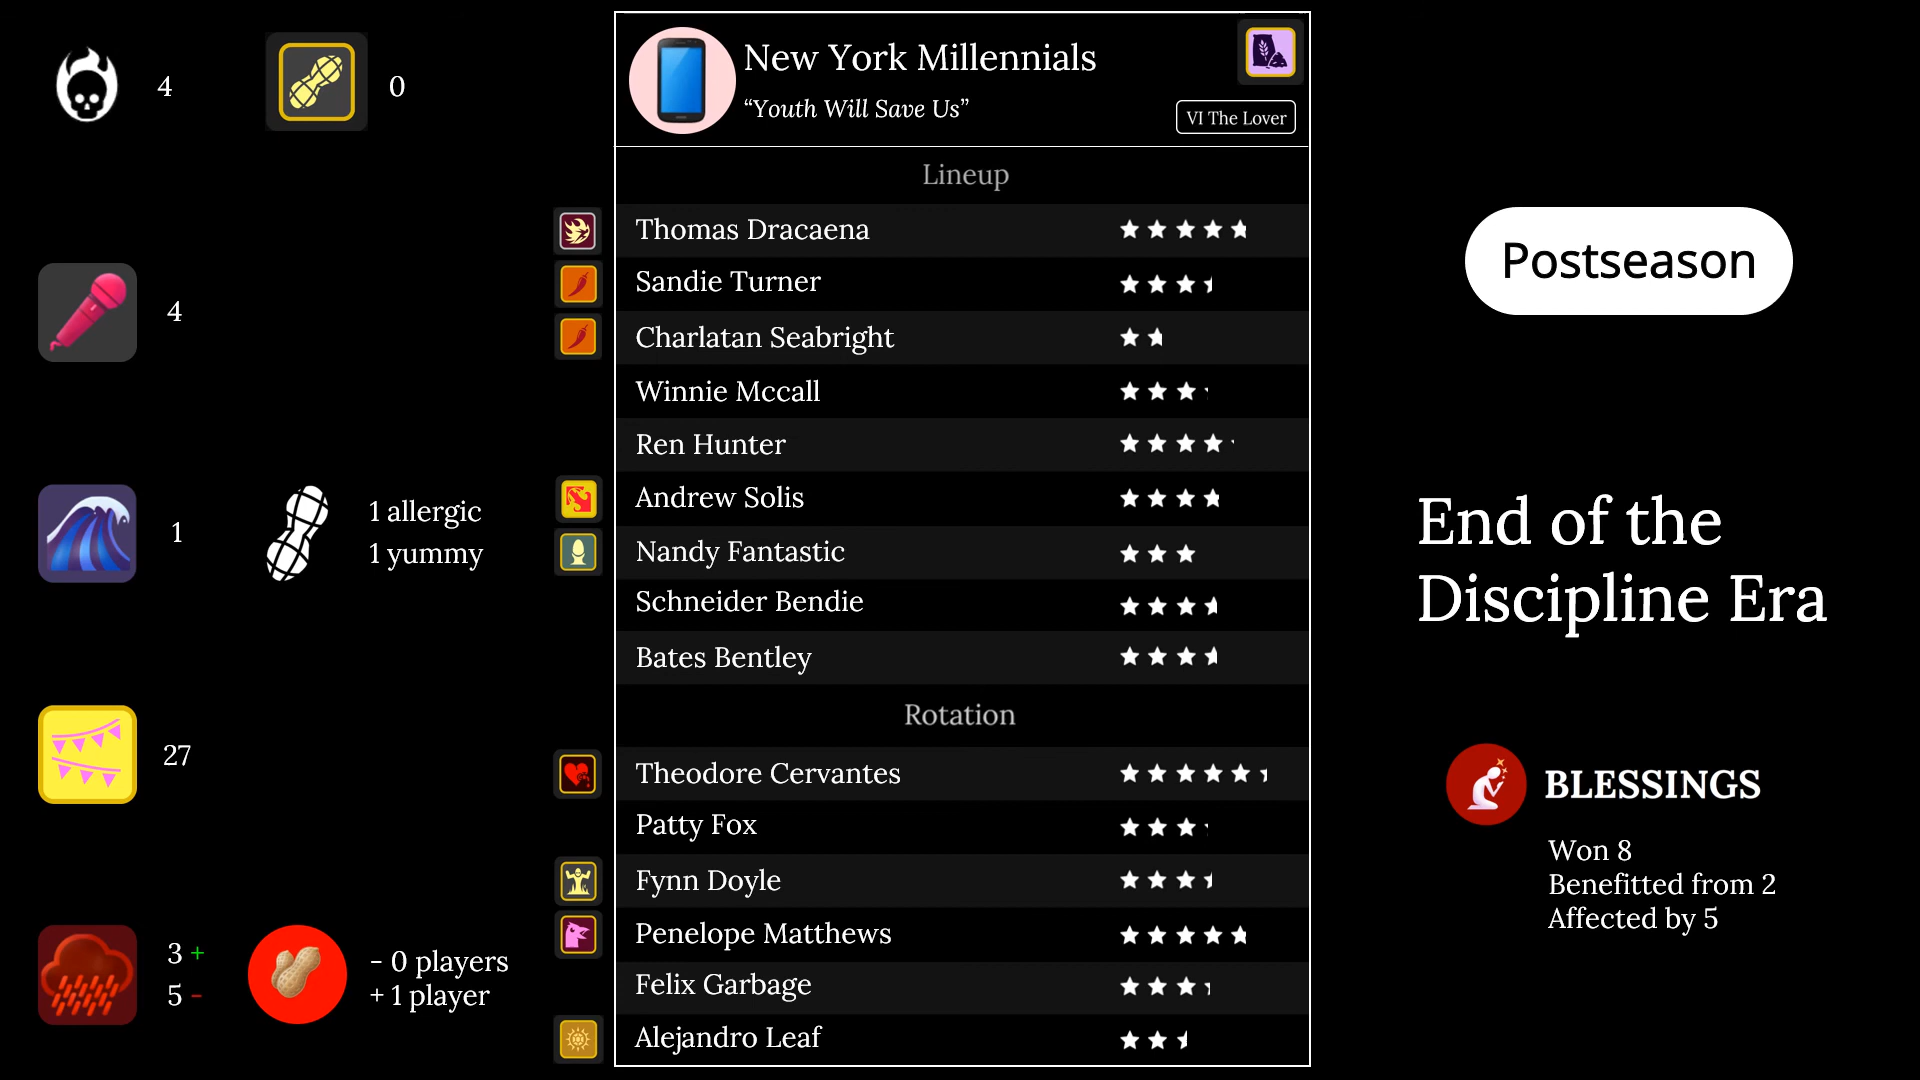 4
0
4
1
1 allergic
1 yummy
27
3 +
5 -
- 0 players
+ 1 player
New York Millennials
“Youth Will Save Us”
VI The Lover
Lineup
Thomas Dracaena
Sandie Turner
Charlatan Seabright
Winnie Mccall
Ren Hunter
Andrew Solis
Nandy Fantastic
Schneider Bendie
Bates Bentley
Rotation
Theodore Cervantes
Patty Fox
Fynn Doyle
Penelope Matthews
Felix Garbage
Alejandro Leaf
Postseason
End of the
Discipline Era
BLESSINGS
Won 8
Benefitted from 2
Affected by 5